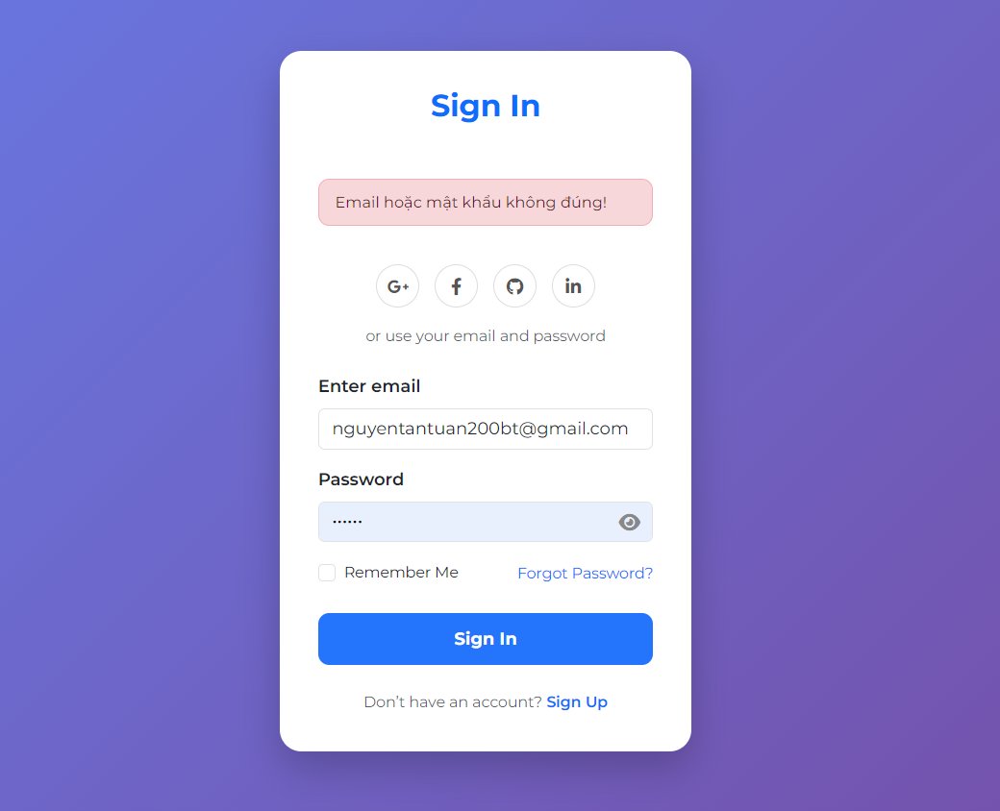 Sign In
Email hoặc mật khẩu không đúng!
G+ f in
or use your email and password
Enter email
nguyentantuan200bt@gmail.com
Password
••••••
Remember Me Forgot Password?
Sign In
Don't have an account? Sign Up